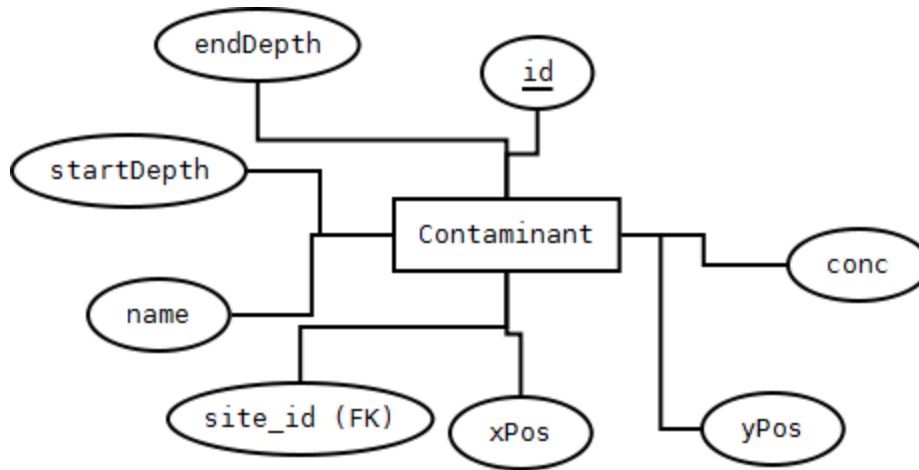 endDepth
id
startDepth
Contaminant
conc
name
site_id (FK)
xPos
yPos